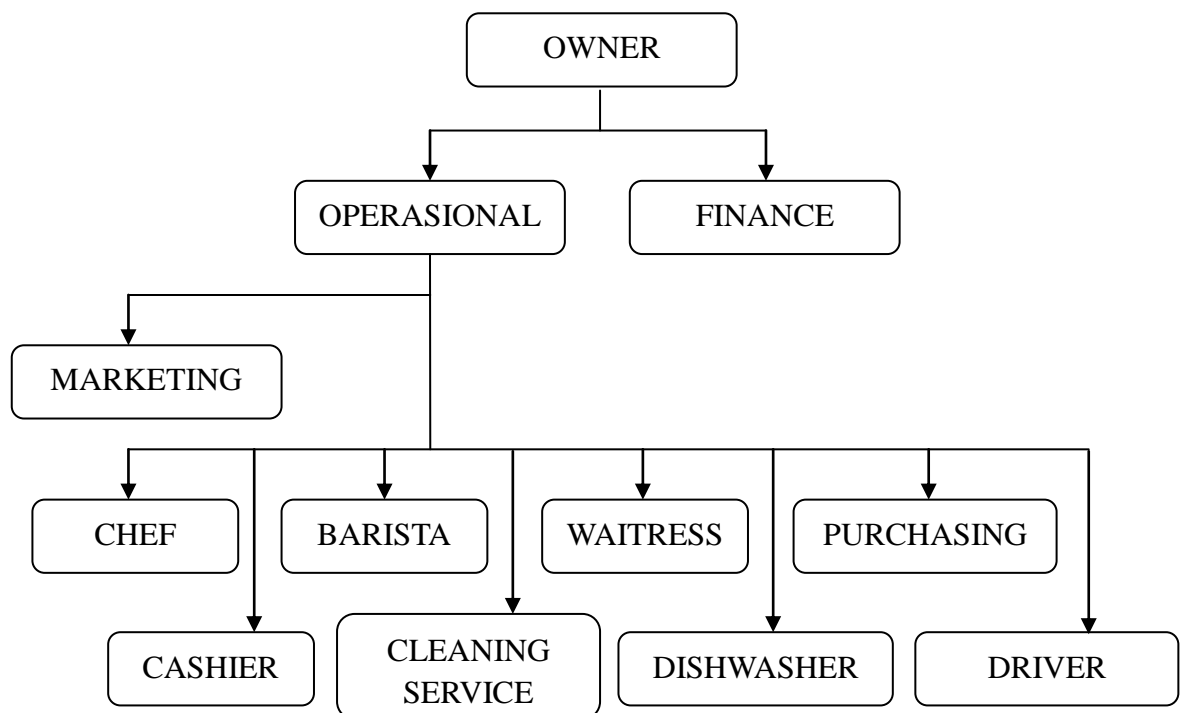 OWNER
OPERASIONAL
FINANCE
MARKETING
CHEF
BARISTA
WAITRESS
PURCHASING
CASHIER
CLEANING
SERVICE
DISHWASHER
DRIVER